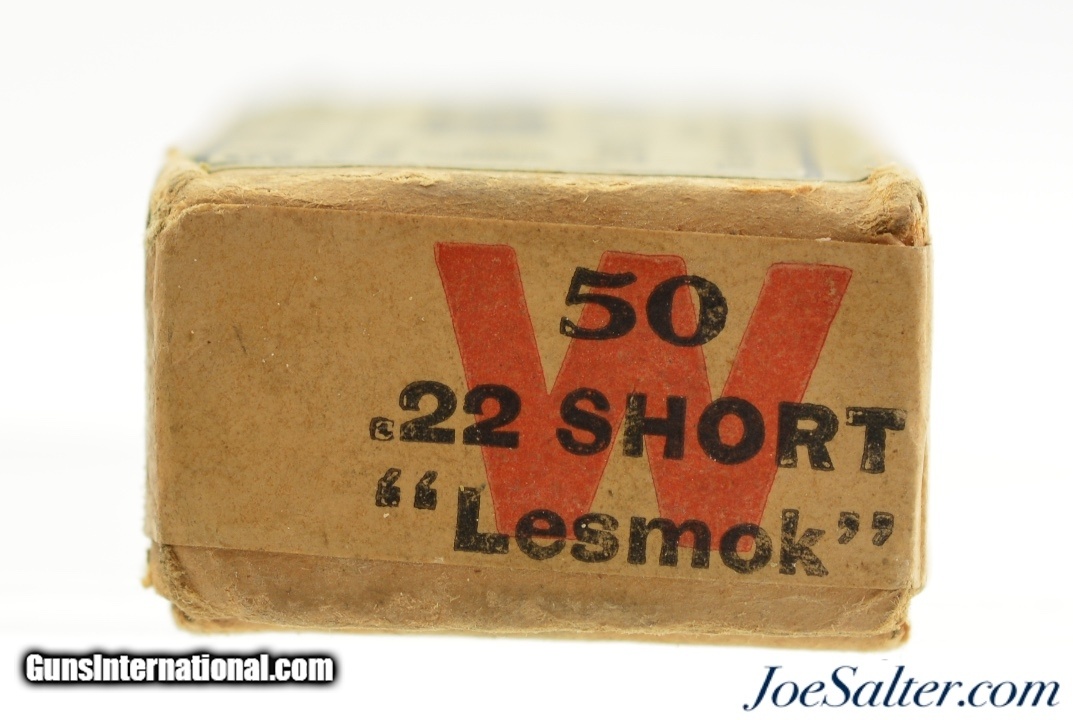 W
50
.22 SHORT
“Lesmok”
GunsInternational.com
JoeSalter.com